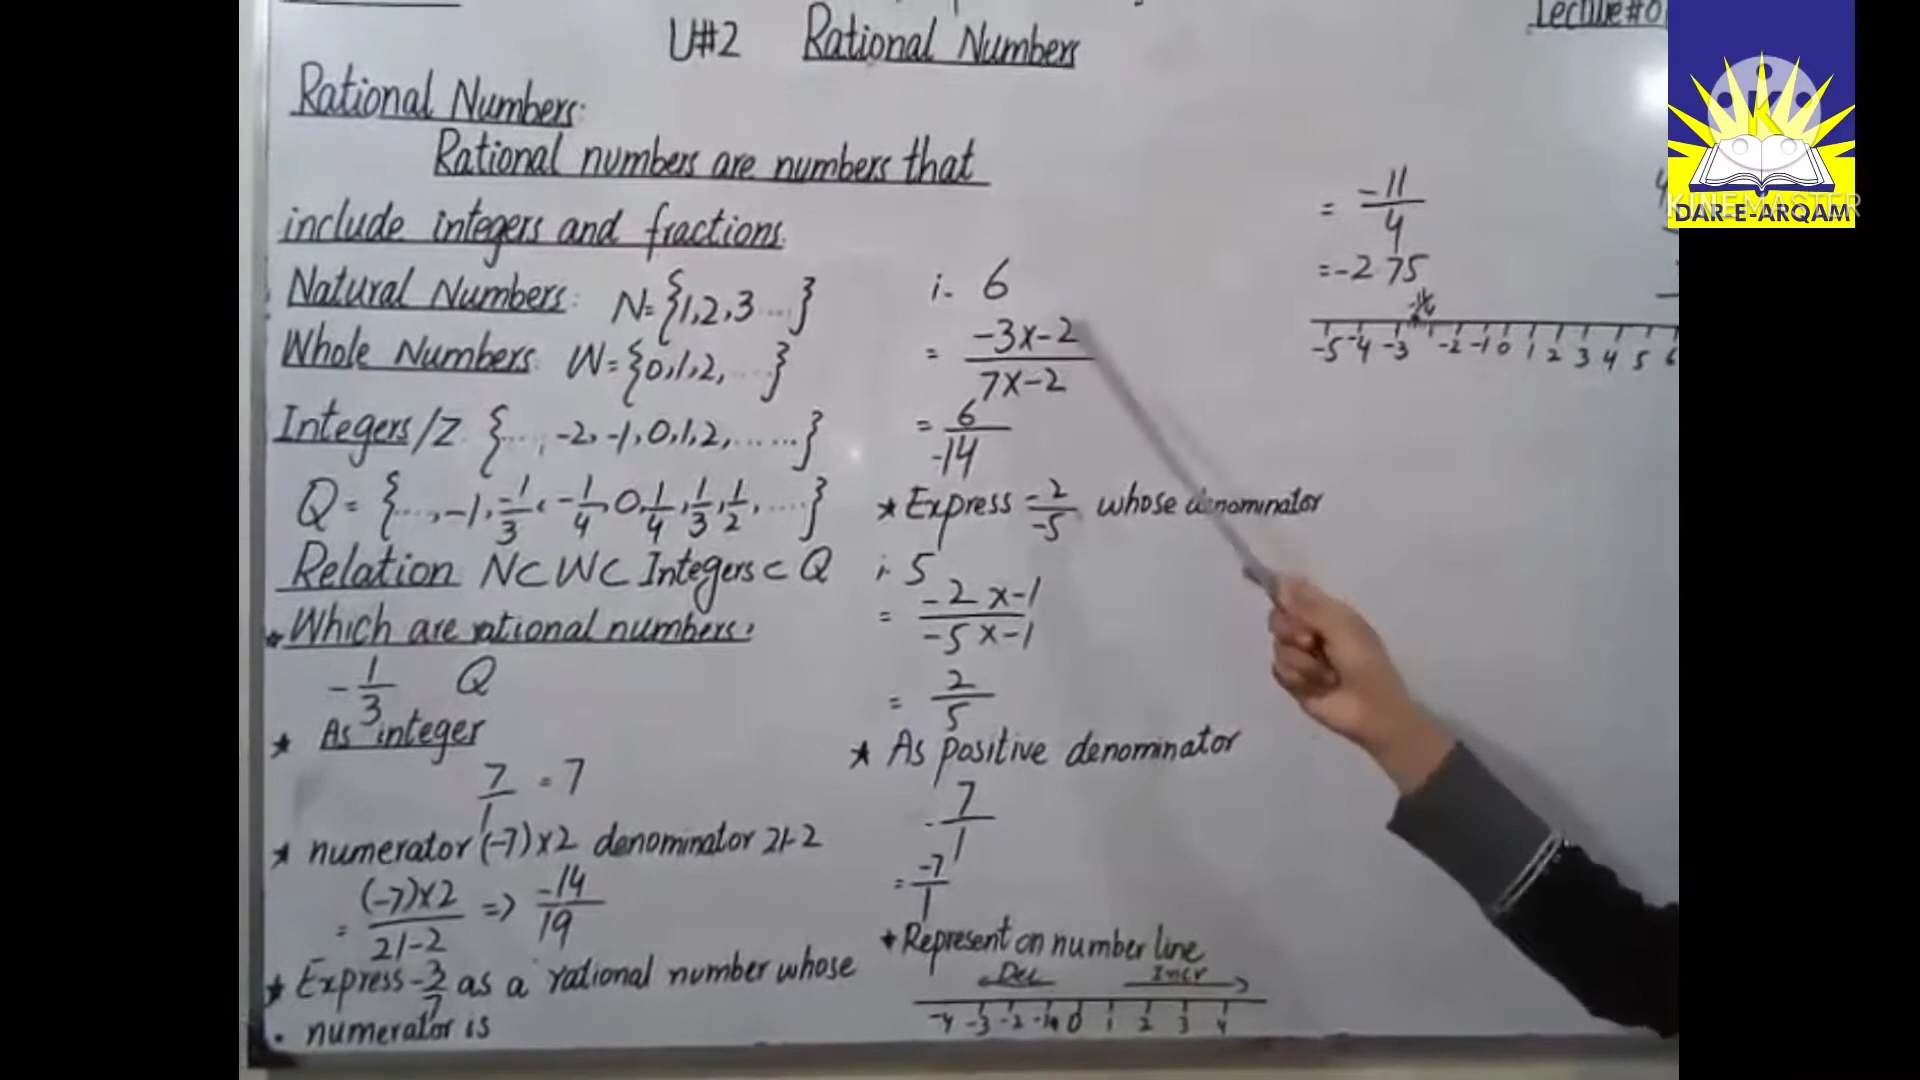 U#2 Rational Numbers
Lecture#0
Rational Numbers:
Rational numbers are numbers that
include integers and fractions.
Natural Numbers: N={1,2,3...}
Whole Numbers: W={0,1,2,...}
Integers/Z {..., -2,-1,0,1,2,......}
Q={...,-1,-1/3,-1/4,0,1/4,1/3,1/2,....}
Relation N⊂W⊂Integers⊂Q
* Which are rational numbers:
-1/3 Q
* As integer
7/1 = 7
* numerator (-7)×2 denominator 21-2
= (-7)×2/21-2 => -14/19
* Express -3/7 as a rational number whose
. numerator is
i- 6
= -3×-2/7×-2
= 6/-14
* Express -2/-5 whose denominator
i. 5
= -2×-1/-5×-1
= 2/5
* As positive denominator
-7/1
= -7/1
* Represent on number line
Dec Incr
-4 -3 -2 -1 0 1 2 3 4
= -11/4
= -2.75
-5 -4 -3 -2 -1 0 1 2 3 4 5 6
KINEMASTER
DAR-E-ARQAM